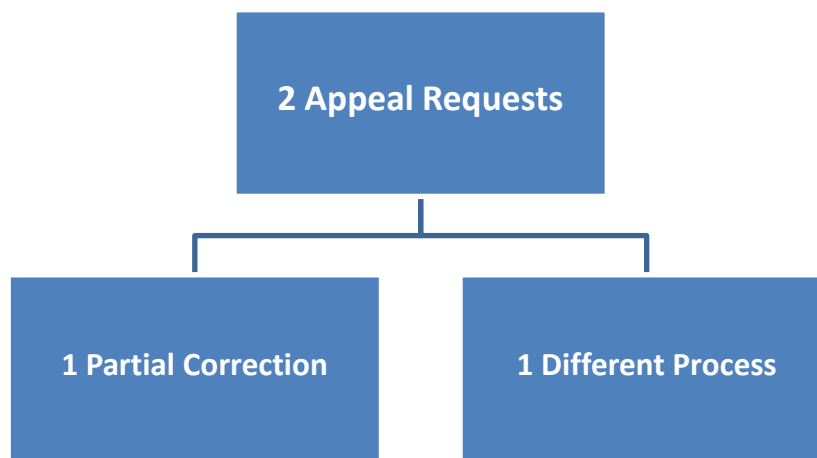 2 Appeal Requests
1 Partial Correction
1 Different Process